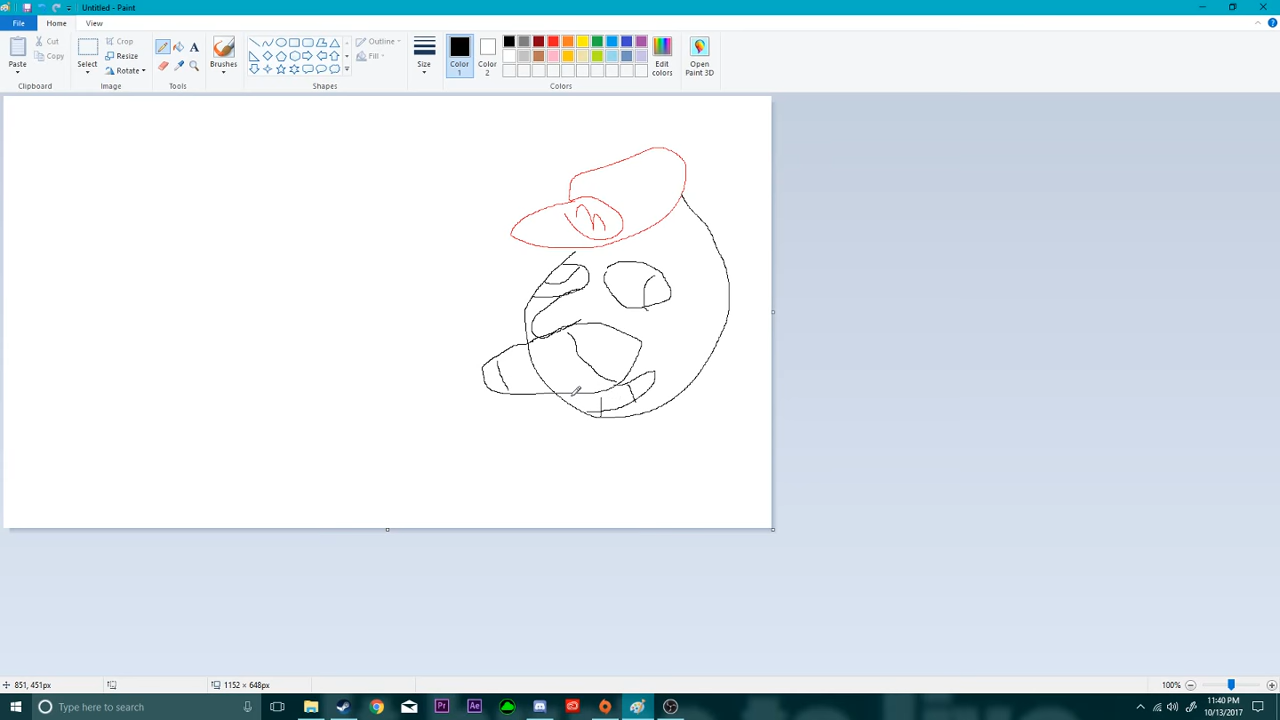 Untitled - Paint
File
Home
View
Paste
Cut
Copy
Clipboard
Select
Crop
Resize
Rotate
Image
A
Tools
Brushes
Outline
Fill
Shapes
Size
Color
1
Color
2
Edit
colors
Colors
Open
Paint 3D
m
851, 451px
1152 × 648px
100%
Type here to search
Pr
Ae
11:40 PM
10/13/2017